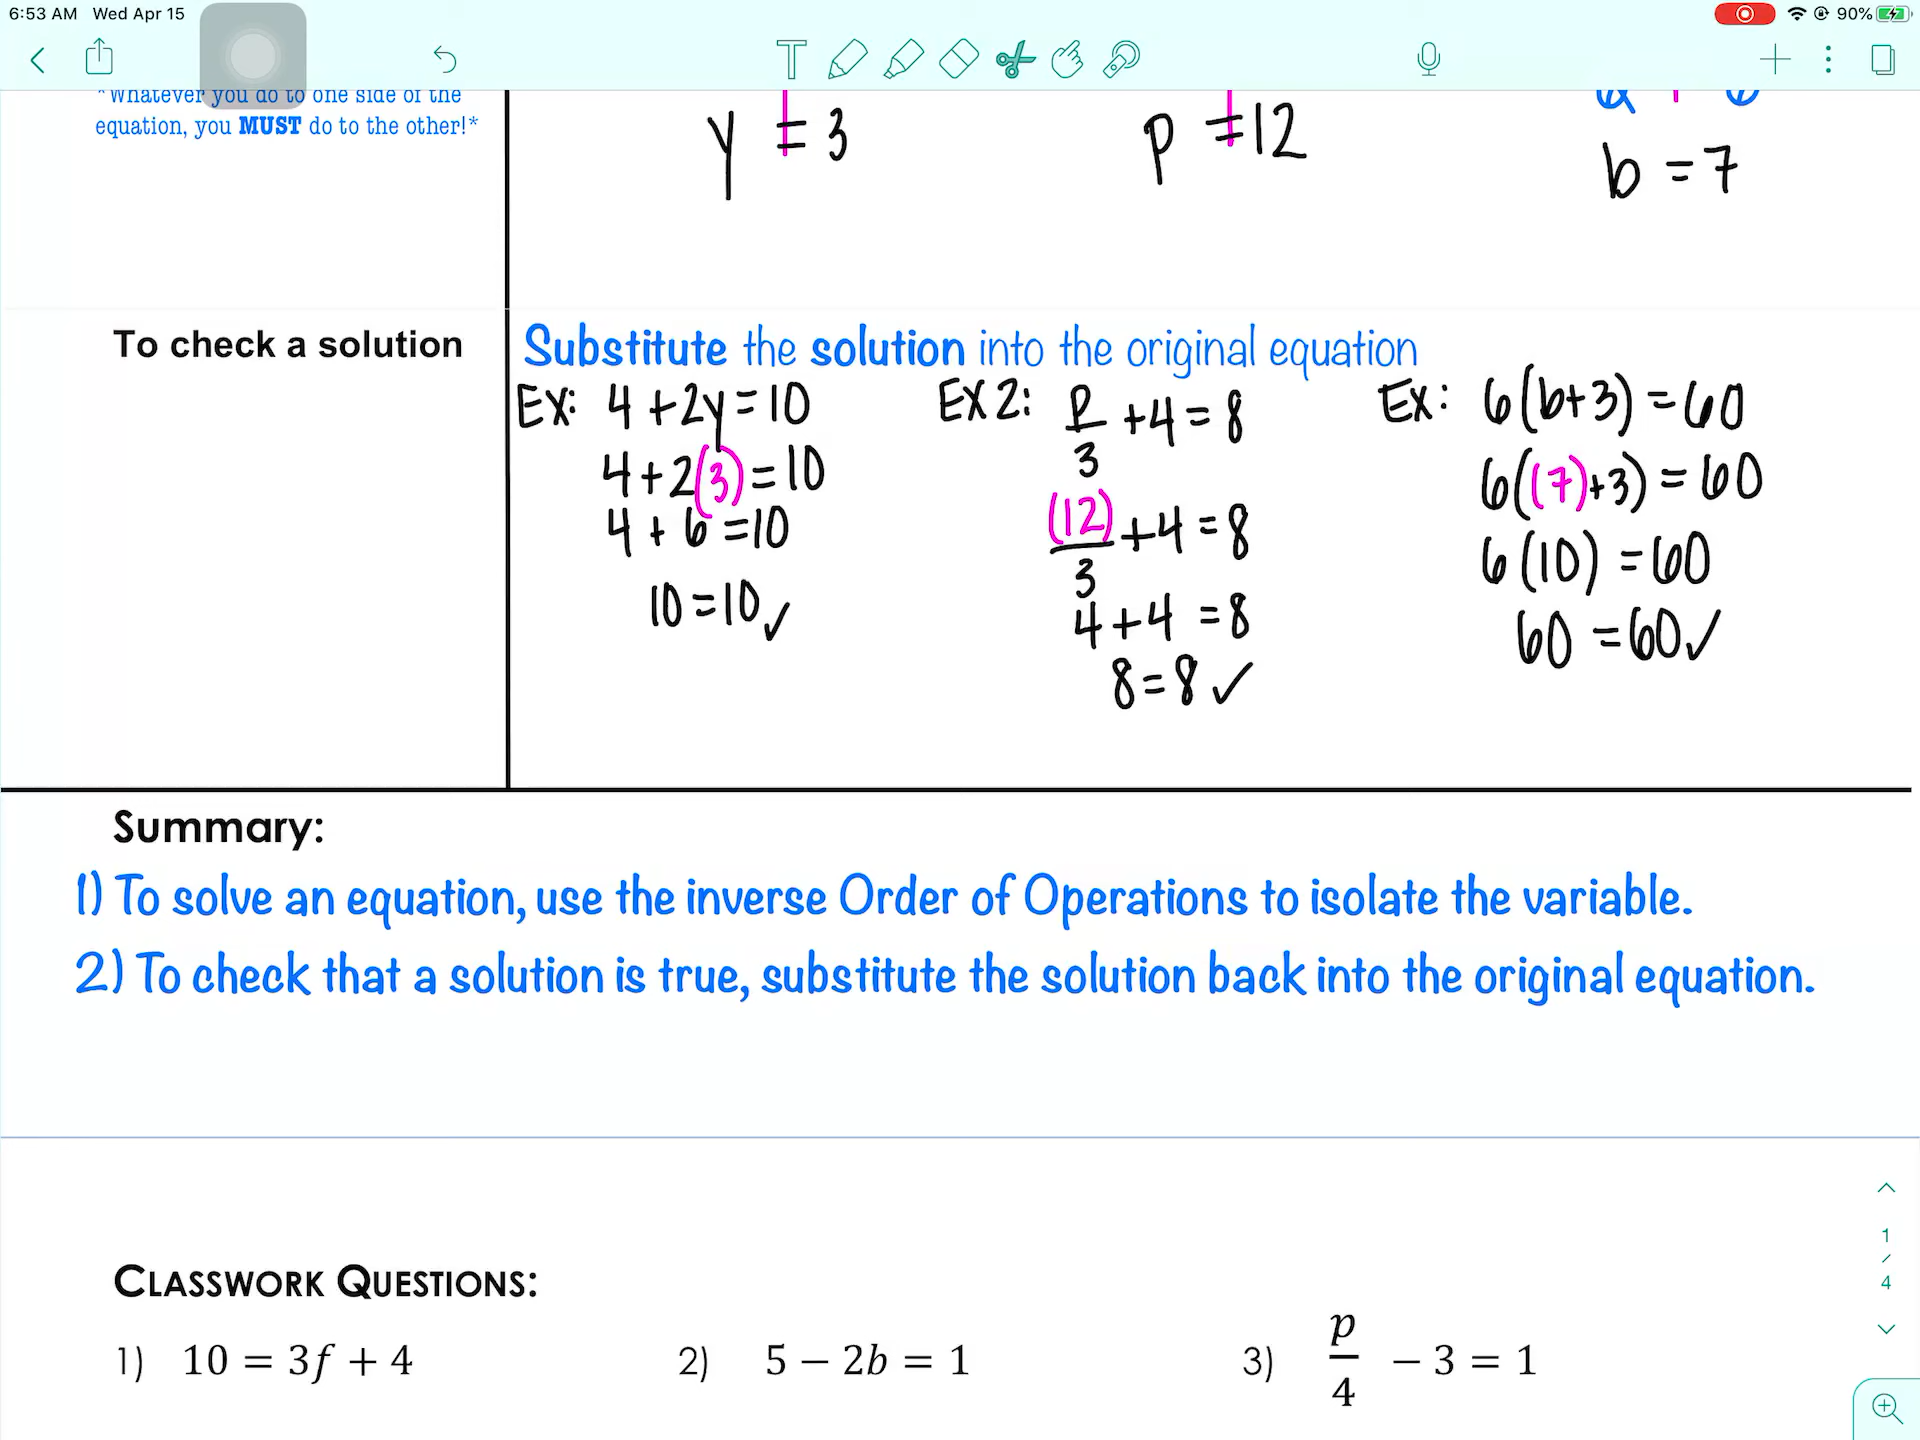 6:53 AM Wed Apr 15
90%
*Whatever you do to one side of the
equation, you MUST do to the other!*
y = 3
p = 12
b = 7
To check a solution
Substitute the solution into the original equation
EX: 4 + 2y = 10
4 + 2(3) = 10
4 + 6 = 10
10 = 10 ✓
EX 2: p/3 + 4 = 8
(12)/3 + 4 = 8
4 + 4 = 8
8 = 8 ✓
EX: 6(b+3) = 60
6((7)+3) = 60
6(10) = 60
60 = 60 ✓
Summary:
1) To solve an equation, use the inverse Order of Operations to isolate the variable.
2) To check that a solution is true, substitute the solution back into the original equation.
CLASSWORK QUESTIONS:
1) 10 = 3f + 4
2) 5 − 2b = 1
3) p/4 − 3 = 1
1
/
4